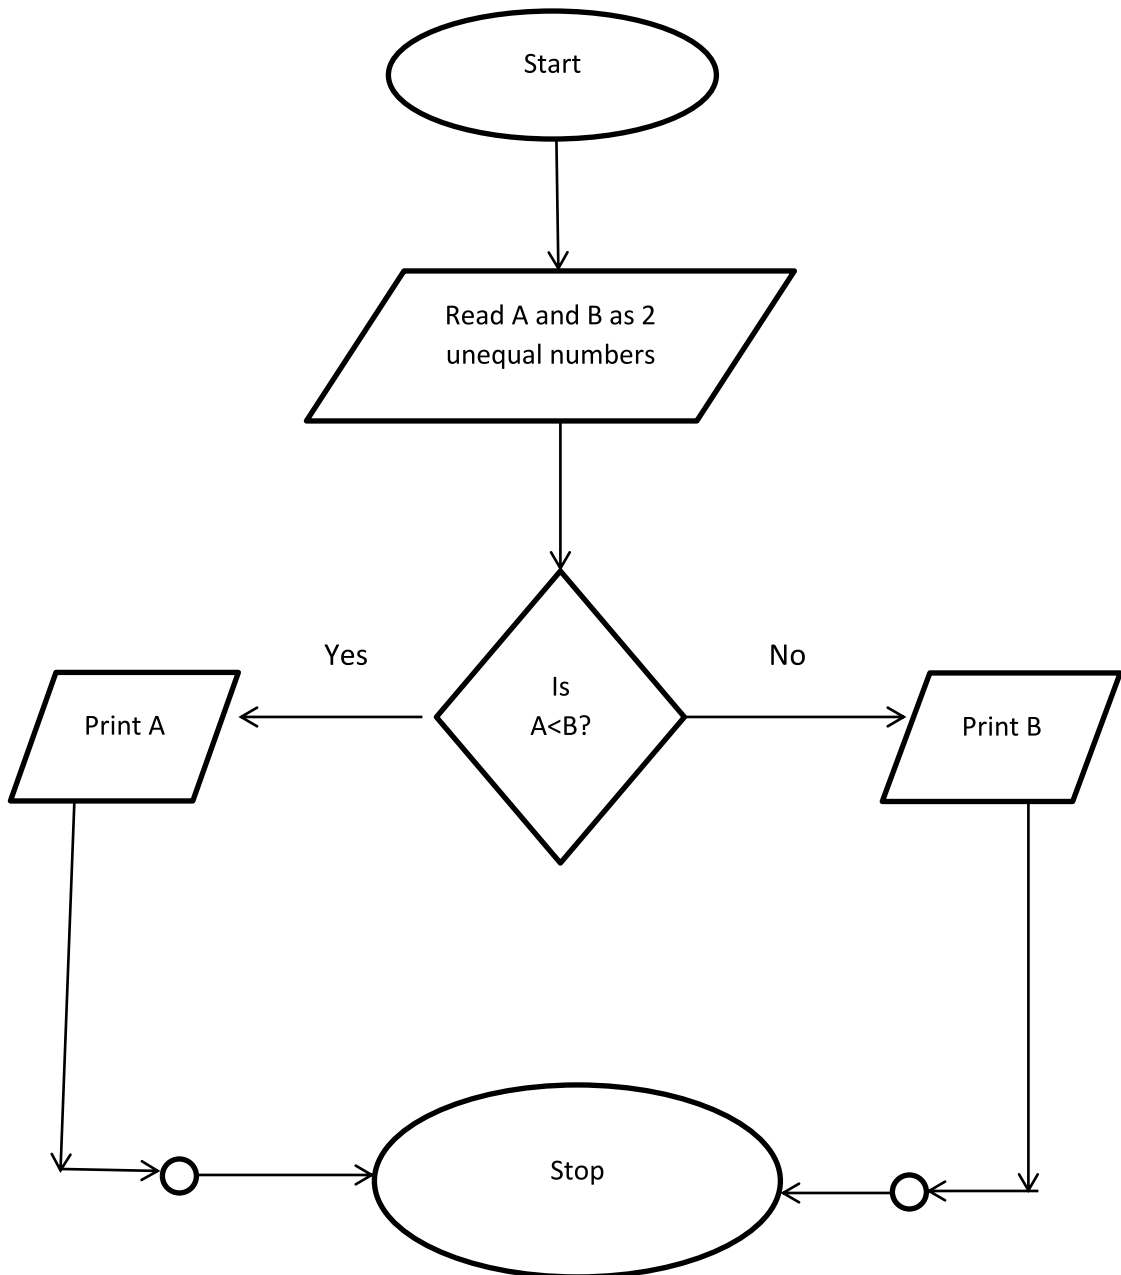 Start
Read A and B as 2
unequal numbers
Yes
No
Is
A<B?
Print A
Print B
Stop